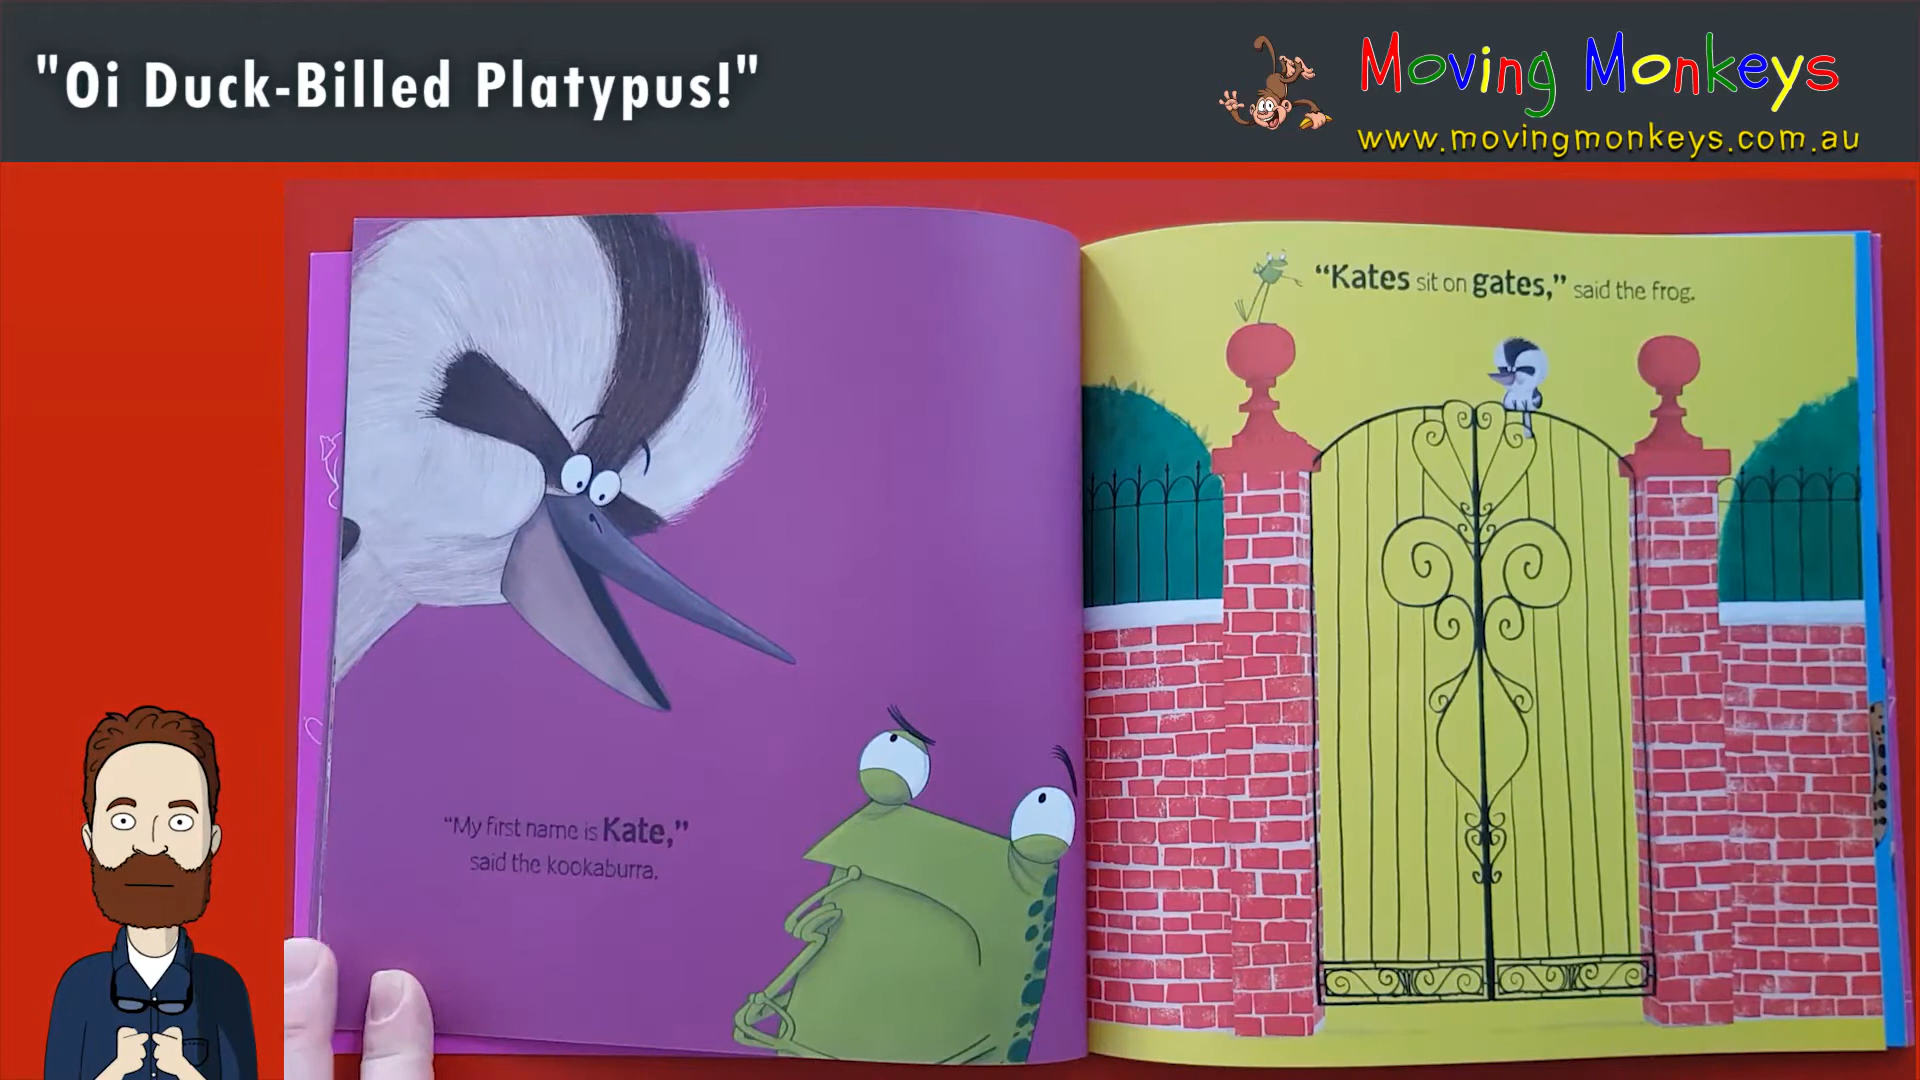 "Oi Duck-Billed Platypus!"
Moving Monkeys
www.movingmonkeys.com.au
“My first name is Kate,”
said the kookaburra.
“Kates sit on gates,” said the frog.